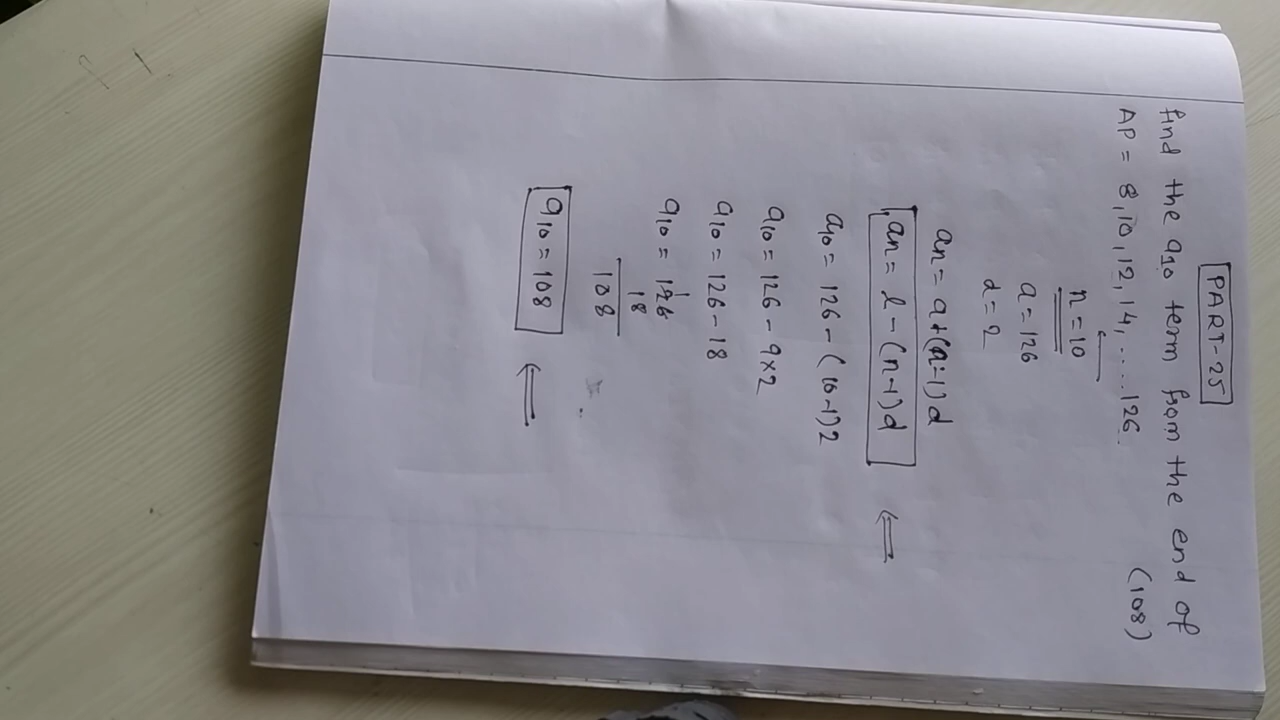 PART-25
find the a10 term from the end of
AP = 8, 10, 12, 14, .....126 (108)
n = 10
a = 126
d = 2
an = a+(n-1)d
an = l - (n-1)d
a10 = 126 - (10-1)2
a10 = 126 - 9x2
a10 = 126 - 18
a10 = 126
18
108
a10 = 108